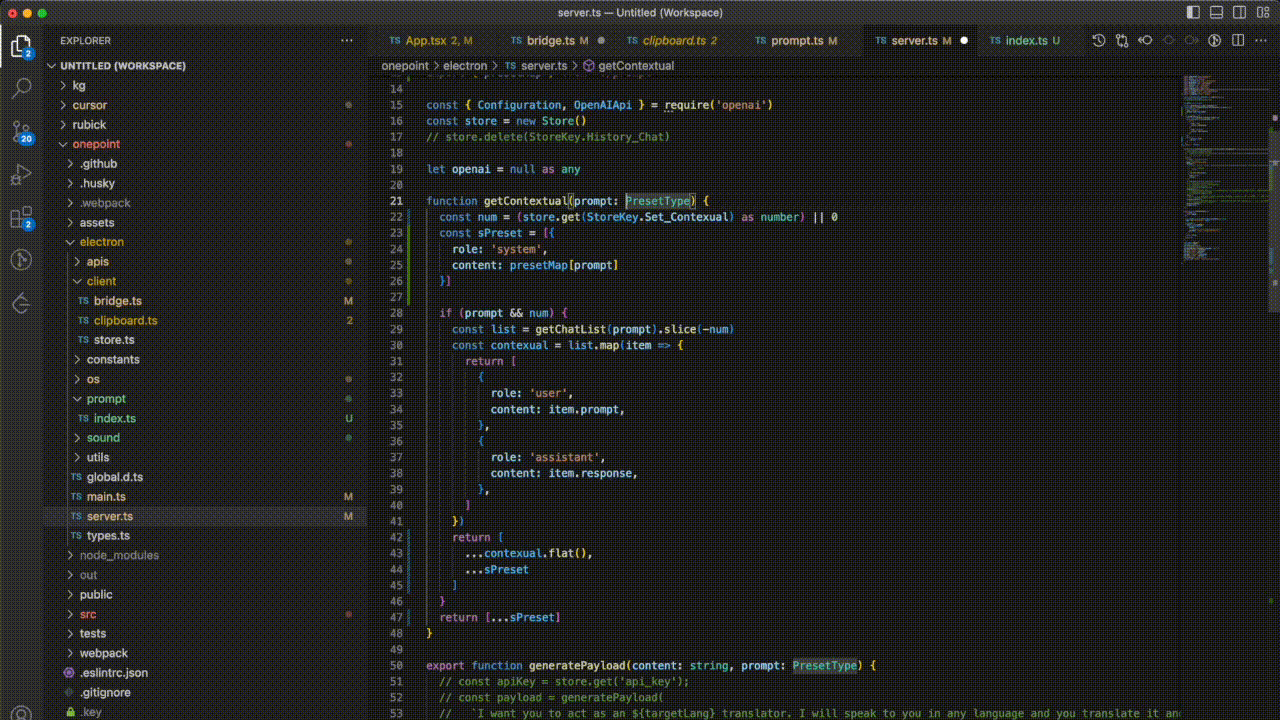 server.ts — Untitled (Workspace)
EXPLORER
UNTITLED (WORKSPACE)
kg
cursor
rubick
onepoint
.github
.husky
.webpack
assets
electron
apis
client
TS bridge.ts M
TS clipboard.ts 2
TS store.ts
constants
os
prompt
TS index.ts U
sound
utils
TS global.d.ts
TS main.ts M
TS server.ts M
TS types.ts
node_modules
out
public
src
tests
webpack
.eslintrc.json
.gitignore
.key
2
20
2
TS App.tsx 2, M TS bridge.ts M TS clipboard.ts 2 TS prompt.ts M TS server.ts M TS index.ts U
onepoint > electron > TS server.ts > getContextual
14
15 const { Configuration, OpenAIApi } = require('openai')
16 const store = new Store()
17 // store.delete(StoreKey.History_Chat)
18
19 let openai = null as any
20
21 function getContextual(prompt: PresetType) {
22 const num = (store.get(StoreKey.Set_Contexual) as number) || 0
23 const sPreset = [{
24 role: 'system',
25 content: presetMap[prompt]
26 }]
27
28 if (prompt && num) {
29 const list = getChatList(prompt).slice(-num)
30 const contexual = list.map(item => {
31 return [
32 {
33 role: 'user',
34 content: item.prompt,
35 },
36 {
37 role: 'assistant',
38 content: item.response,
39 },
40 ]
41 })
42 return [
43 ...contexual.flat(),
44 ...sPreset
45 ]
46 }
47 return [...sPreset]
48 }
49
50 export function generatePayload(content: string, prompt: PresetType) {
51 // const apiKey = store.get('api_key');
52 // const payload = generatePayload(
53 // `I want you to act as an ${targetLang} translator. I will speak to you in any language and you translate it